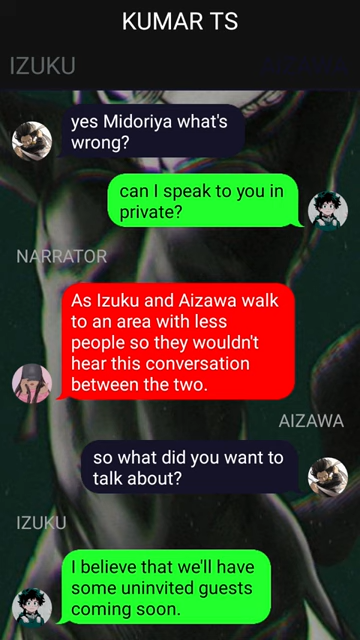 KUMAR TS
IZUKU
yes Midoriya what's
wrong?
can I speak to you in
private?
NARRATOR
As Izuku and Aizawa walk
to an area with less
people so they wouldn't
hear this conversation
between the two.
AIZAWA
so what did you want to
talk about?
IZUKU
I believe that we'll have
some uninvited guests
coming soon.